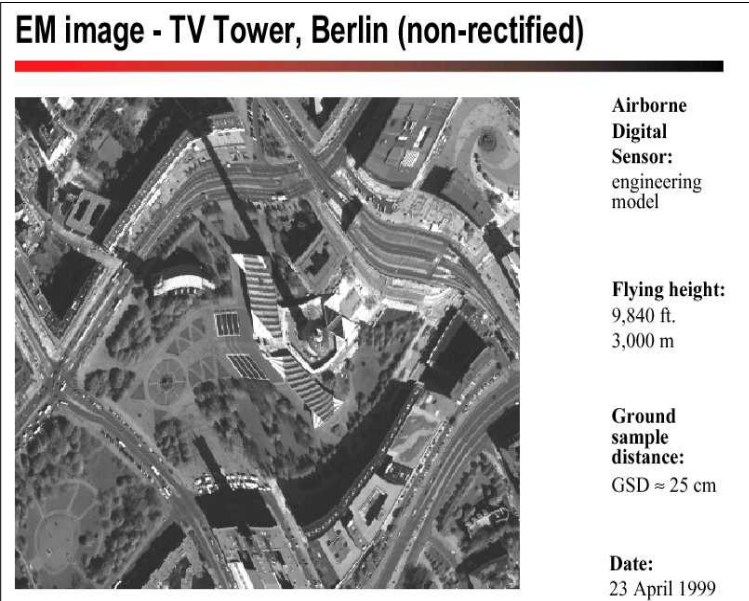 EM image - TV Tower, Berlin (non-rectified)
Airborne
Digital
Sensor:
engineering
model
Flying height:
9,840 ft.
3,000 m
Ground
sample
distance:
GSD ≈ 25 cm
Date:
23 April 1999